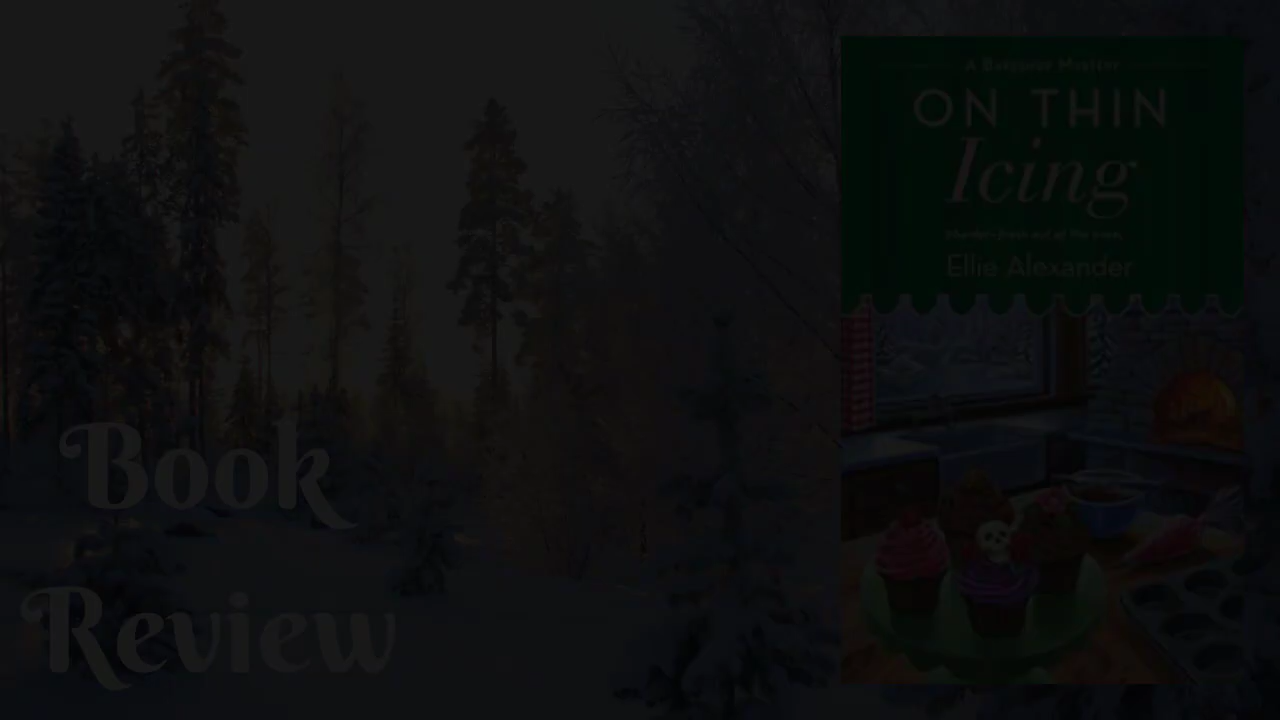 A Bakeshop Mystery
ON THIN
Icing
Ellie Alexander
Book
Review